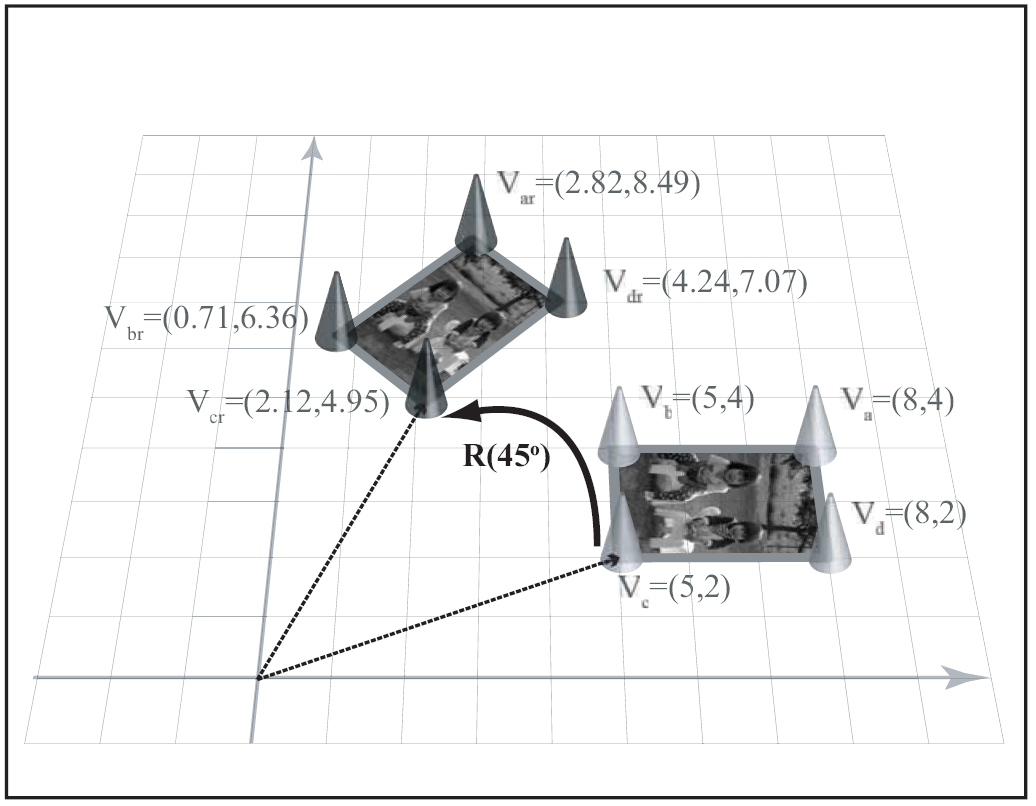 V_ar=(2.82,8.49)
V_dr=(4.24,7.07)
V_br=(0.71,6.36)
V_cr=(2.12,4.95)
V_b=(5,4)
V_a=(8,4)
R(45°)
V_d=(8,2)
V_c=(5,2)